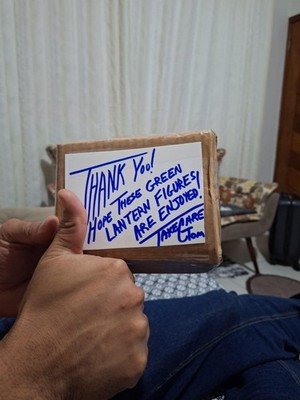 THANK YOU!
HOPE THESE GREEN
LANTERN FIGURES
ARE ENJOYED!
TAKE CARE
Tom